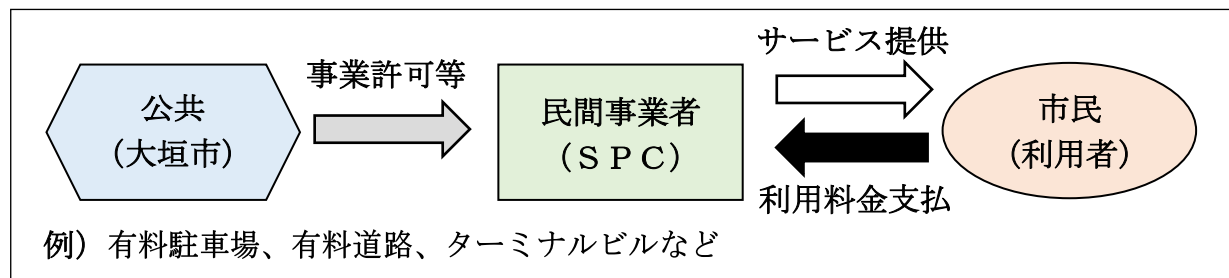 公共
（大垣市）
事業許可等
民間事業者
（ＳＰＣ）
サービス提供
利用料金支払
市民
（利用者）
例）有料駐車場、有料道路、ターミナルビルなど